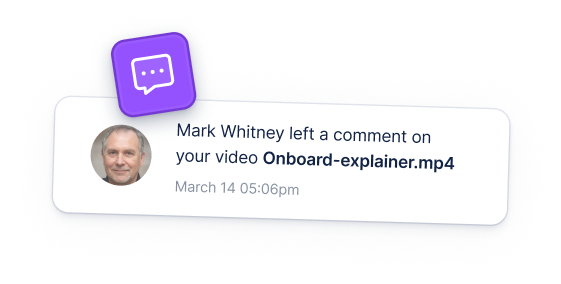 Mark Whitney left a comment on
your video Onboard-explainer.mp4
March 14 05:06pm